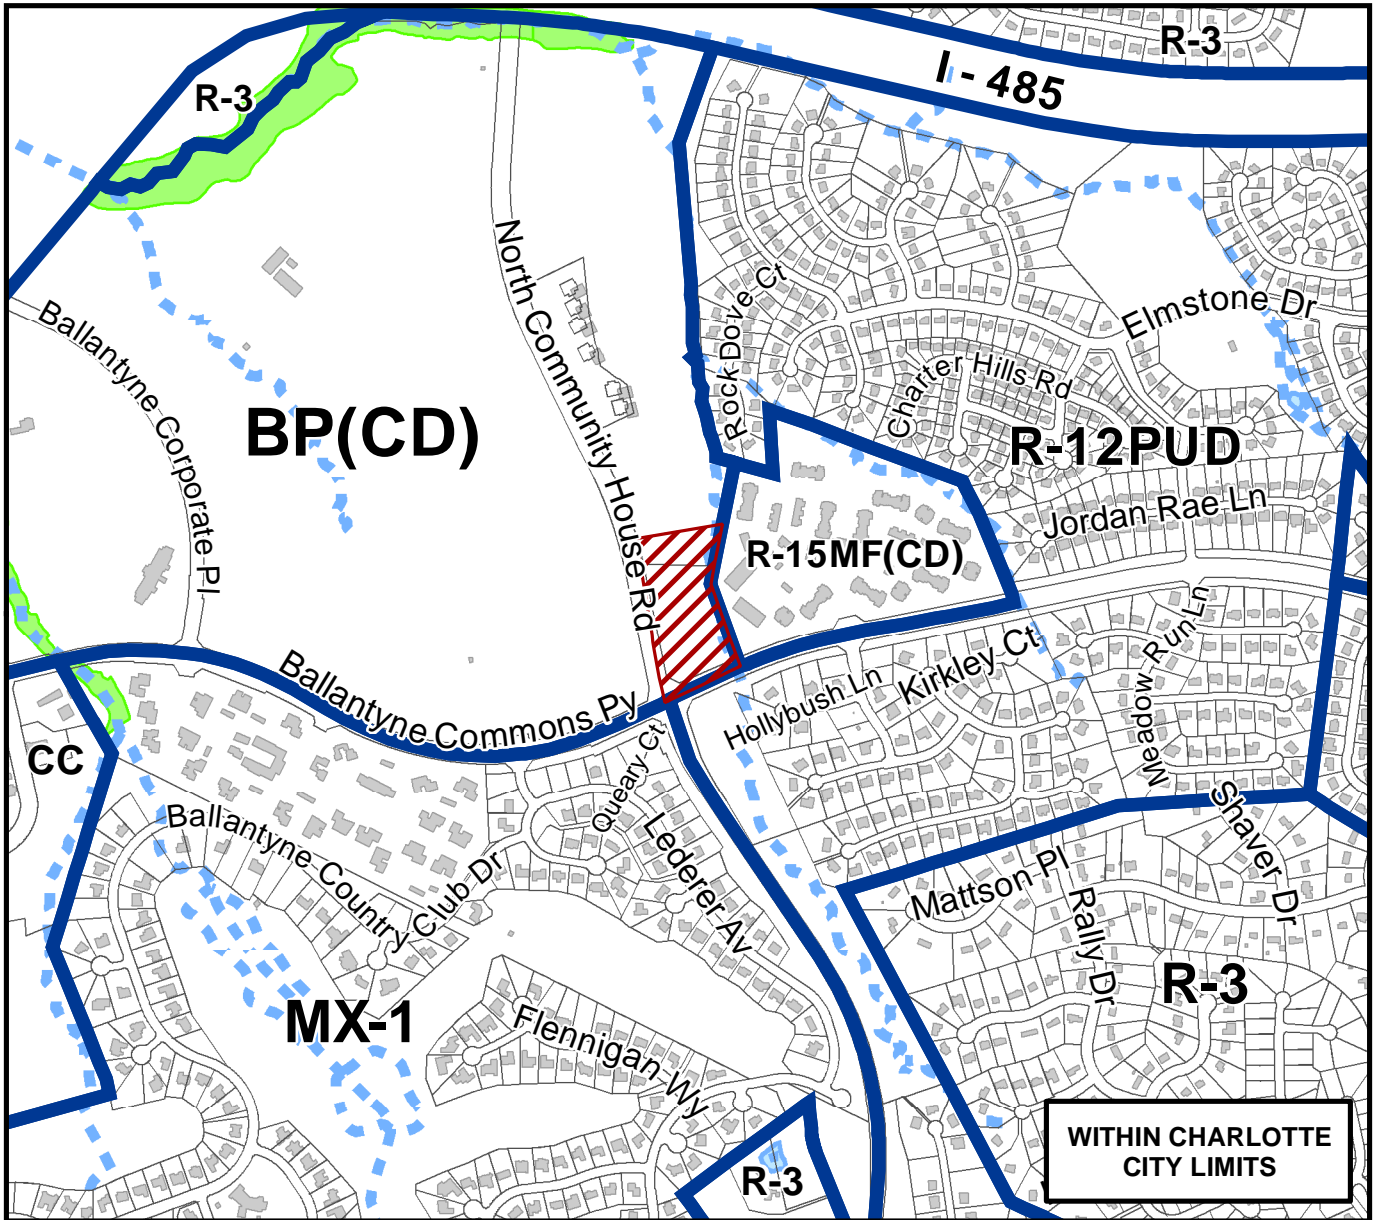 R-3
I - 485
R-3
North Community House Rd
Rock Dove Ct
Elmstone Dr
Ballantyne Corporate Pl
Charter Hills Rd
BP(CD)
R-12PUD
Jordan Rae Ln
R-15MF(CD)
Meadow Run Ln
Kirkley Ct
Hollybush Ln
Ballantyne Commons Py
CC
Queary Ct
Lederer Av
Shaver Dr
Ballantyne Country Club Dr
Mattson Pl
Rally Dr
R-3
MX-1
Flennigan Wy
WITHIN CHARLOTTE
CITY LIMITS
R-3